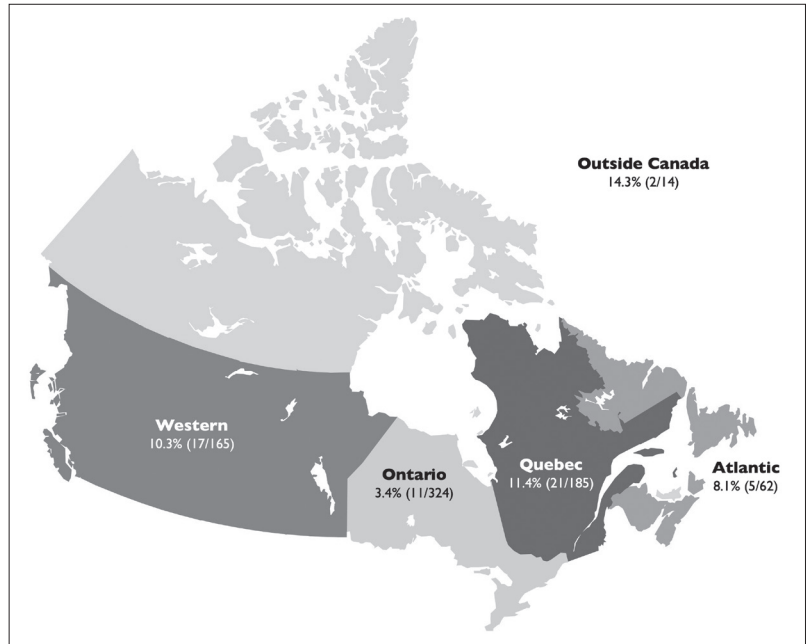 Outside Canada
14.3% (2/14)
Western
10.3% (17/165)
Ontario
3.4% (11/324)
Quebec
11.4% (21/185)
Atlantic
8.1% (5/62)